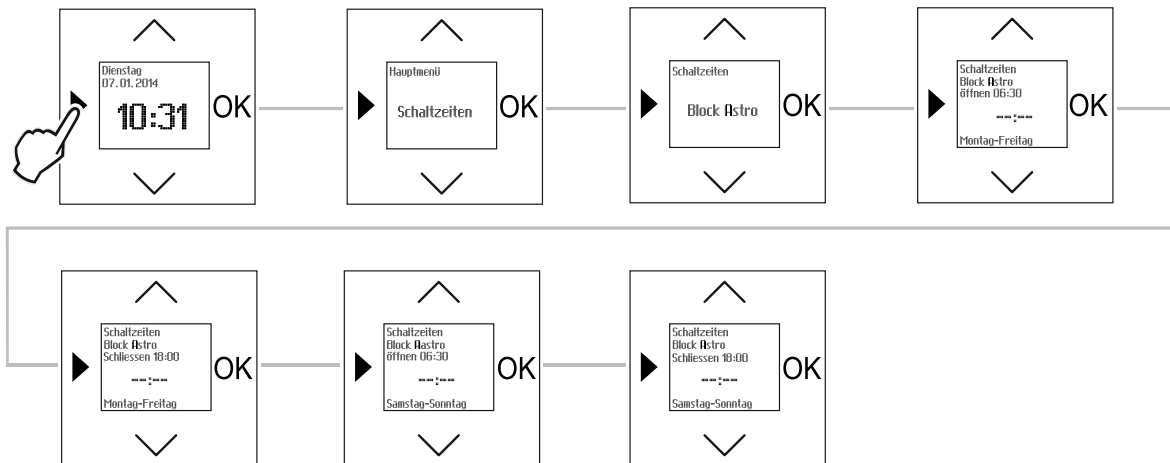 Dienstag
07.01.2014
10:31
OK
Hauptmenü
Schaltzeiten
OK
Schaltzeiten
Block Astro
OK
Schaltzeiten
Block Astro
öffnen 06:30
--:--
Montag-Freitag
OK
Schaltzeiten
Block Astro
Schliessen 18:00
--:--
Montag-Freitag
OK
Schaltzeiten
Block Aastro
öffnen 06:30
--:--
Samstag-Sonntag
OK
Schaltzeiten
Block Astro
Schliessen 18:00
--:--
Samstag-Sonntag
OK